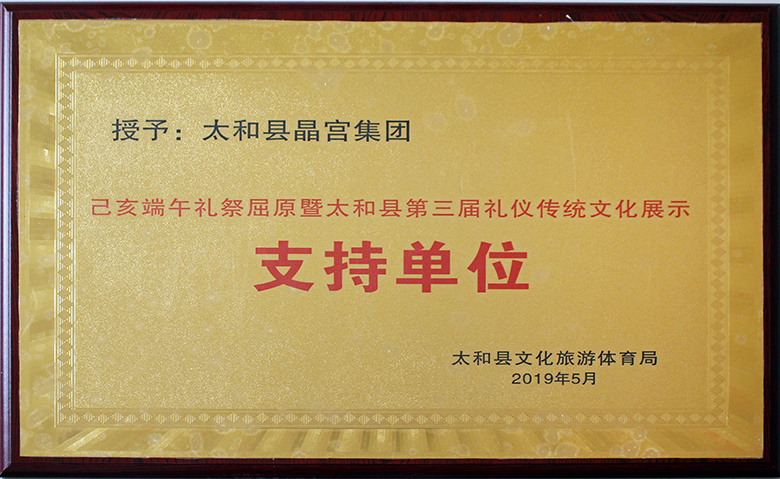 授予：太和县晶宫集团
己亥端午礼祭屈原暨太和县第三届礼仪传统文化展示
支持单位
太和县文化旅游体育局
2019年5月